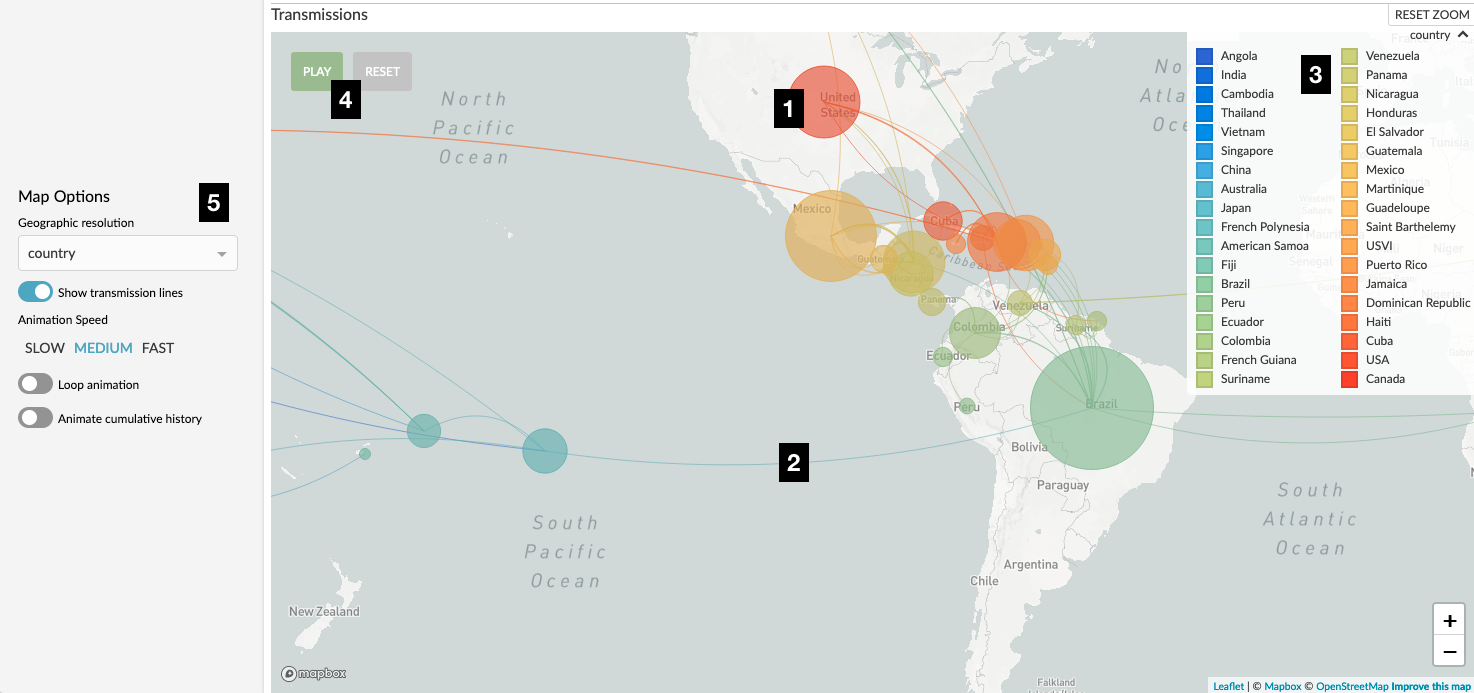 Transmissions
RESET ZOOM
country
PLAY
RESET
4
North
Pacific
Ocean
1
United
States
No
Atla
Oce
3
Angola
India
Cambodia
Thailand
Vietnam
Singapore
China
Australia
Japan
French Polynesia
American Samoa
Fiji
Brazil
Peru
Ecuador
Colombia
French Guiana
Suriname
Venezuela
Panama
Nicaragua
Honduras
El Salvador
Guatemala
Mexico
Martinique
Guadeloupe
Saint Barthelemy
USVI
Puerto Rico
Jamaica
Dominican Republic
Haiti
Cuba
USA
Canada
Map Options
5
Geographic resolution
country
Show transmission lines
Animation Speed
SLOW MEDIUM FAST
Loop animation
Animate cumulative history
Mexico
Cuba
Guatemala
Caribbean S
Nicaragua
Panama
Venezuela
Colombia
Suriname
Ecuador
Peru
Brazil
Bolivia
2
Paraguay
South
Pacific
Ocean
South
Atlantic
Ocean
Argentina
Chile
New Zealand
Falkland
mapbox
+
−
Leaflet | © Mapbox © OpenStreetMap Improve this map